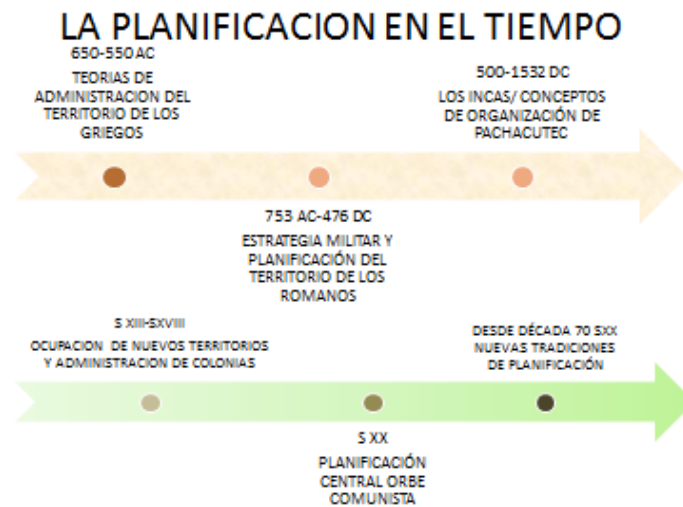 LA PLANIFICACION EN EL TIEMPO
650-550 AC
TEORIAS DE
ADMINISTRACION DEL
TERRITORIO DE LOS
GRIEGOS
500-1532 DC
LOS INCAS/ CONCEPTOS
DE ORGANIZACIÓN DE
PACHACUTEC
753 AC-476 DC
ESTRATEGIA MILITAR Y
PLANIFICACIÓN DEL
TERRITORIO DE LOS
ROMANOS
S XIII-SXVIII
OCUPACION DE NUEVOS TERRITORIOS
Y ADMINISTRACION DE COLONIAS
DESDE DÉCADA 70 SXX
NUEVAS TRADICIONES
DE PLANIFICACIÓN
S XX
PLANIFICACIÓN
CENTRAL ORBE
COMUNISTA